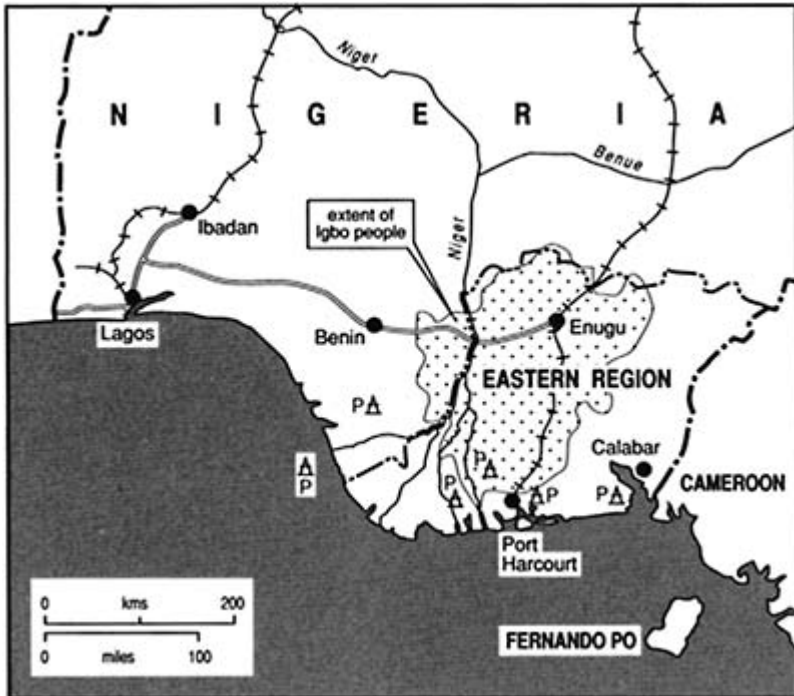 Niger
N I G E R I A
Benue
Ibadan
extent of
Igbo people
Niger
Lagos
Benin
Enugu
EASTERN REGION
P
P
P
P
P
P
Calabar
CAMEROON
Port
Harcourt
0 kms 200
0 miles 100
FERNANDO PO